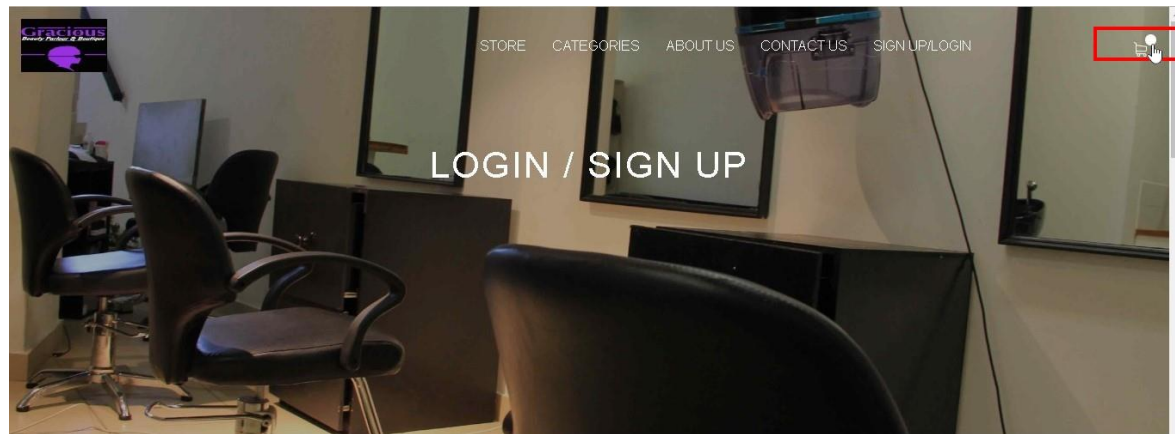 Gracious
Beauty Parlour & Boutique
STORE CATEGORIES ABOUT US CONTACT US SIGN UP/LOGIN
LOGIN / SIGN UP